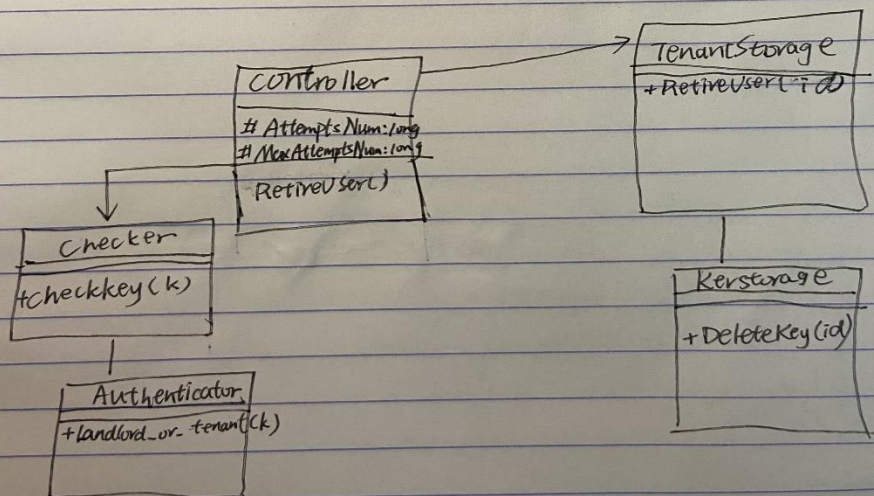 Controller
# AttemptsNum:long
# MaxAttemptsNum:long
RetireUser()
TenantStorage
+RetireUser(id)
Checker
+checkkey(k)
Authenticator
+landlord_or_tenant(k)
Kerstorage
+DeleteKey(id)